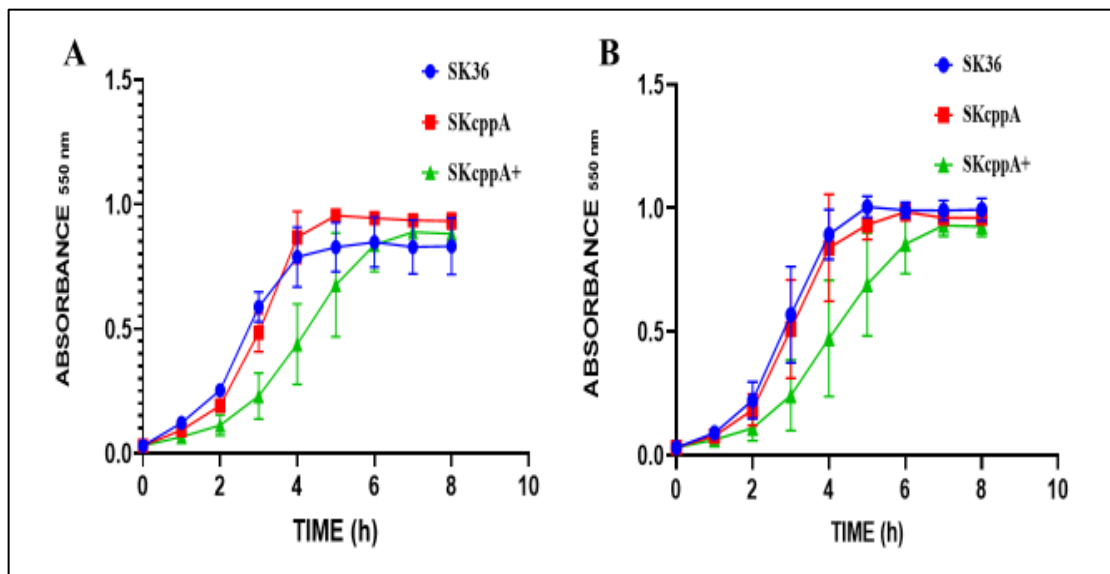 A
SK36
SKcppA
SKcppA+
1.5
1.0
0.5
0.0
ABSORBANCE 550 nm
0 2 4 6 8 10
TIME (h)
B
SK36
SKcppA
SKcppA+
1.5
1.0
0.5
0.0
ABSORBANCE 550 nm
0 2 4 6 8 10
TIME (h)